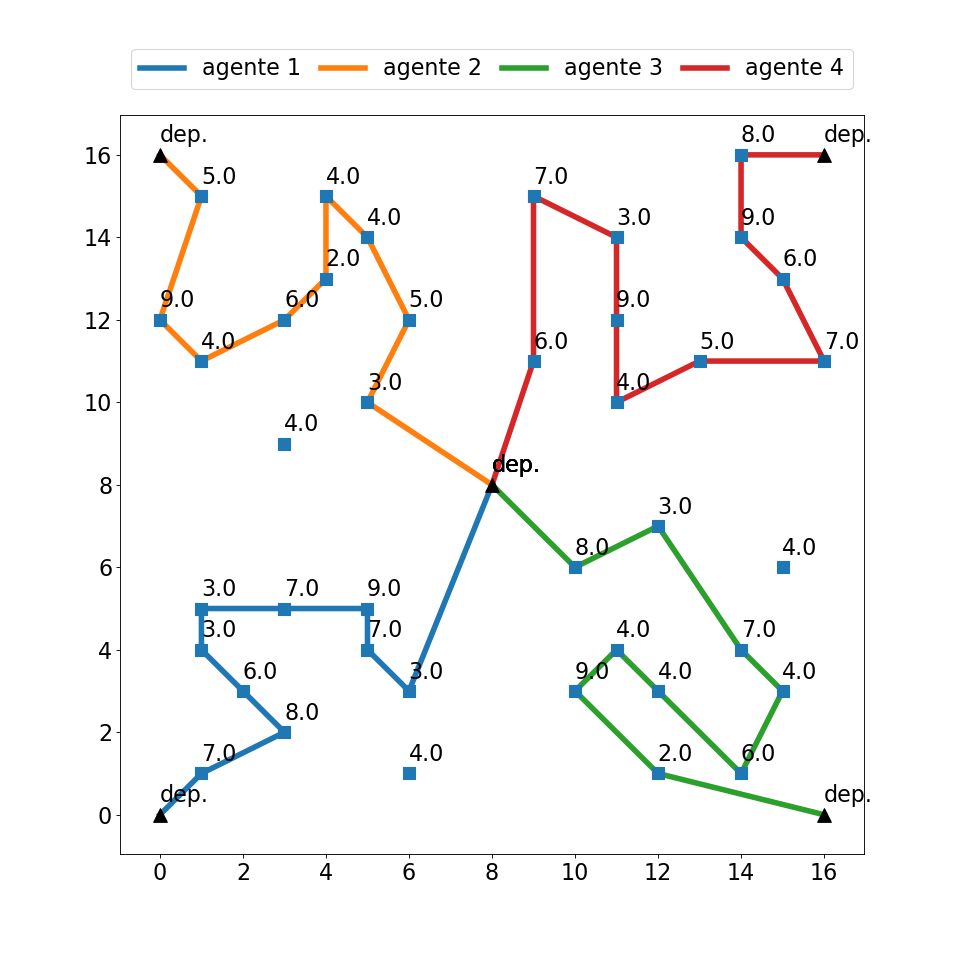 agente 1 agente 2 agente 3 agente 4
dep. 8.0 dep.
16
5.0 4.0 7.0
4.0 3.0
14 9.0
2.0 6.0
9.0 6.0 5.0 9.0
12
4.0 6.0 5.0 7.0
3.0 4.0
10
4.0
dep.
8
3.0
8.0 4.0
6
3.0 7.0 9.0
3.0 7.0 4.0 7.0
4
6.0 3.0 9.0 4.0 4.0
8.0
2
7.0 4.0 2.0 6.0
dep. dep.
0
0 2 4 6 8 10 12 14 16